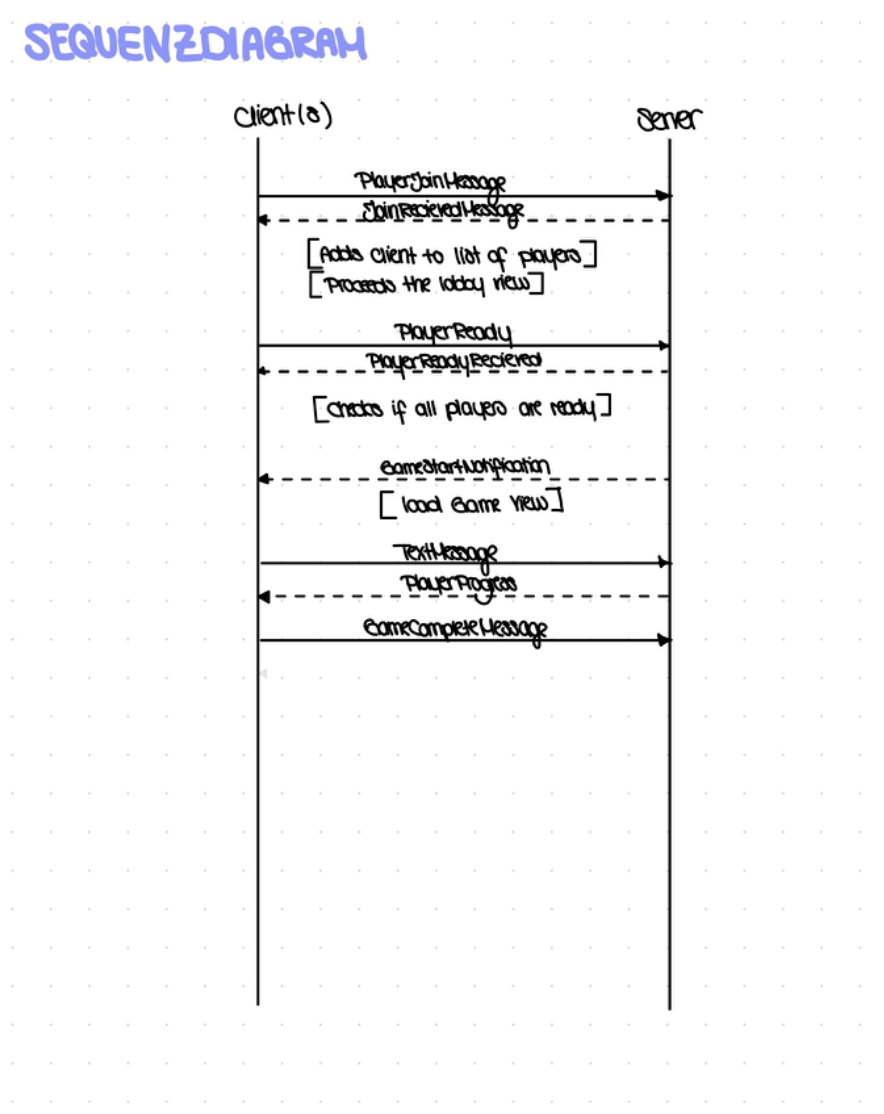 SEQUENZDIAGRAM
Client(s)
Server
PlayerJoinMessage
JoinRecievedMessage
[Adds client to list of players]
[Proceeds the lobby view]
PlayerReady
PlayerReadyRecieved
[checks if all players are ready]
GameStartNotification
[load Game View]
TextMessage
PlayerProgress
GameCompleteMessage